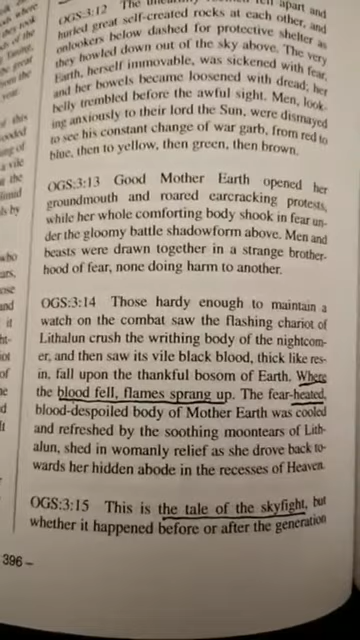 OGS:3:12 The
apart and
hurled great self-created rocks at each other, and
onlookers below dashed for protective shelter as
they howled down out of the sky above. The very
Earth, herself immovable, was sickened with fear,
and her bowels became loosened with dread; her
belly trembled before the awful sight. Men, look-
ing anxiously to their lord the Sun, were dismayed
to see his constant change of war garb, from red to
blue, then to yellow, then green, then brown.
OGS:3:13 Good Mother Earth opened her
groundmouth and roared earcracking protests,
while her whole comforting body shook in fear un-
der the gloomy battle shadowform above. Men and
beasts were drawn together in a strange brother-
hood of fear, none doing harm to another.
OGS:3:14 Those hardy enough to maintain a
watch on the combat saw the flashing chariot of
Lithalun crush the writhing body of the nightcom-
er, and then saw its vile black blood, thick like res-
in, fall upon the thankful bosom of Earth. Where
the blood fell, flames sprang up. The fear-heated,
blood-despoiled body of Mother Earth was cooled
and refreshed by the soothing moontears of Lith-
alun, shed in womanly relief as she drove back to-
wards her hidden abode in the recesses of Heaven.
OGS:3:15 This is the tale of the skyfight, but
whether it happened before or after the generation
396 –